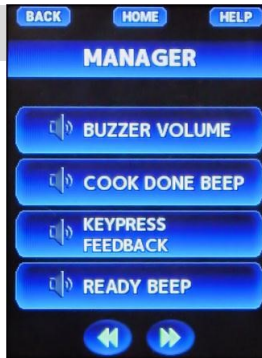 BACK HOME HELP
MANAGER
BUZZER VOLUME
COOK DONE BEEP
KEYPRESS
FEEDBACK
READY BEEP